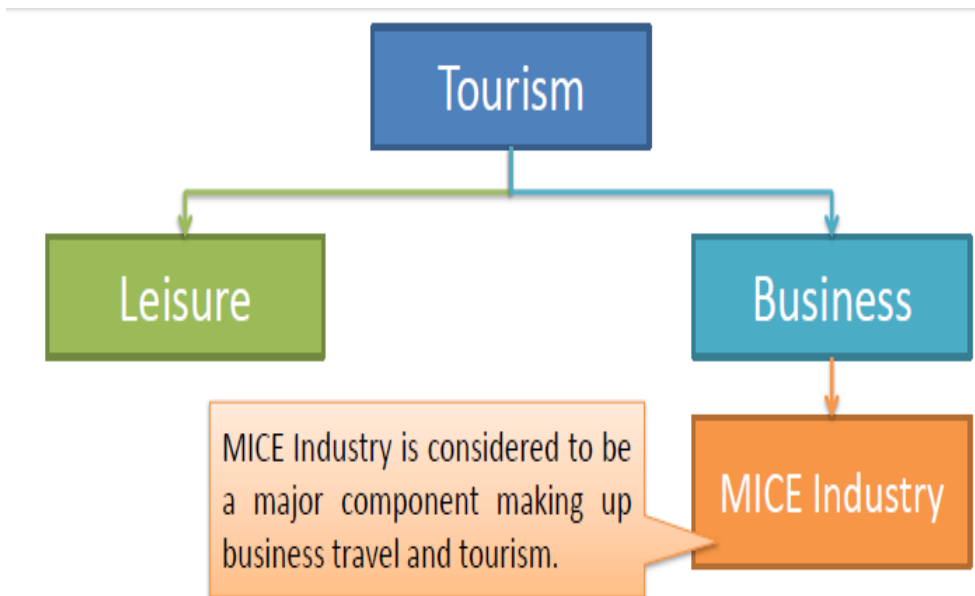 Tourism
Leisure
Business
MICE Industry is considered to be
a major component making up
business travel and tourism.
MICE Industry